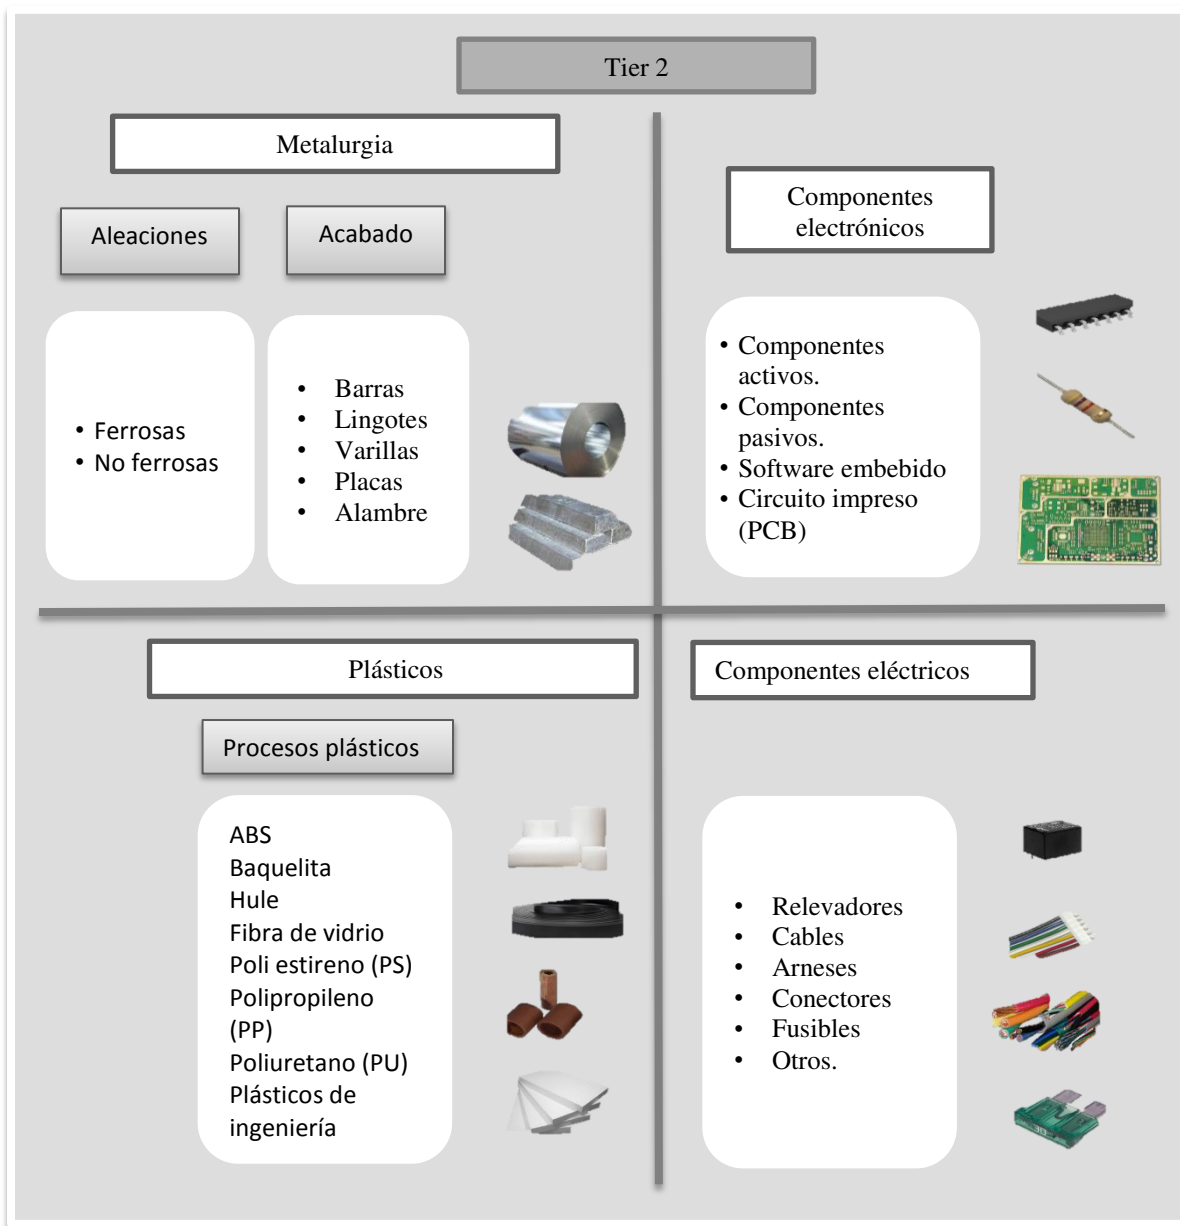 Tier 2
Metalurgia
Aleaciones
Acabado
• Ferrosas
• No ferrosas
• Barras
• Lingotes
• Varillas
• Placas
• Alambre
Componentes
electrónicos
• Componentes
activos.
• Componentes
pasivos.
• Software embebido
• Circuito impreso
(PCB)
Plásticos
Procesos plásticos
ABS
Baquelita
Hule
Fibra de vidrio
Poli estireno (PS)
Polipropileno
(PP)
Poliuretano (PU)
Plásticos de
ingeniería
Componentes eléctricos
• Relevadores
• Cables
• Arneses
• Conectores
• Fusibles
• Otros.